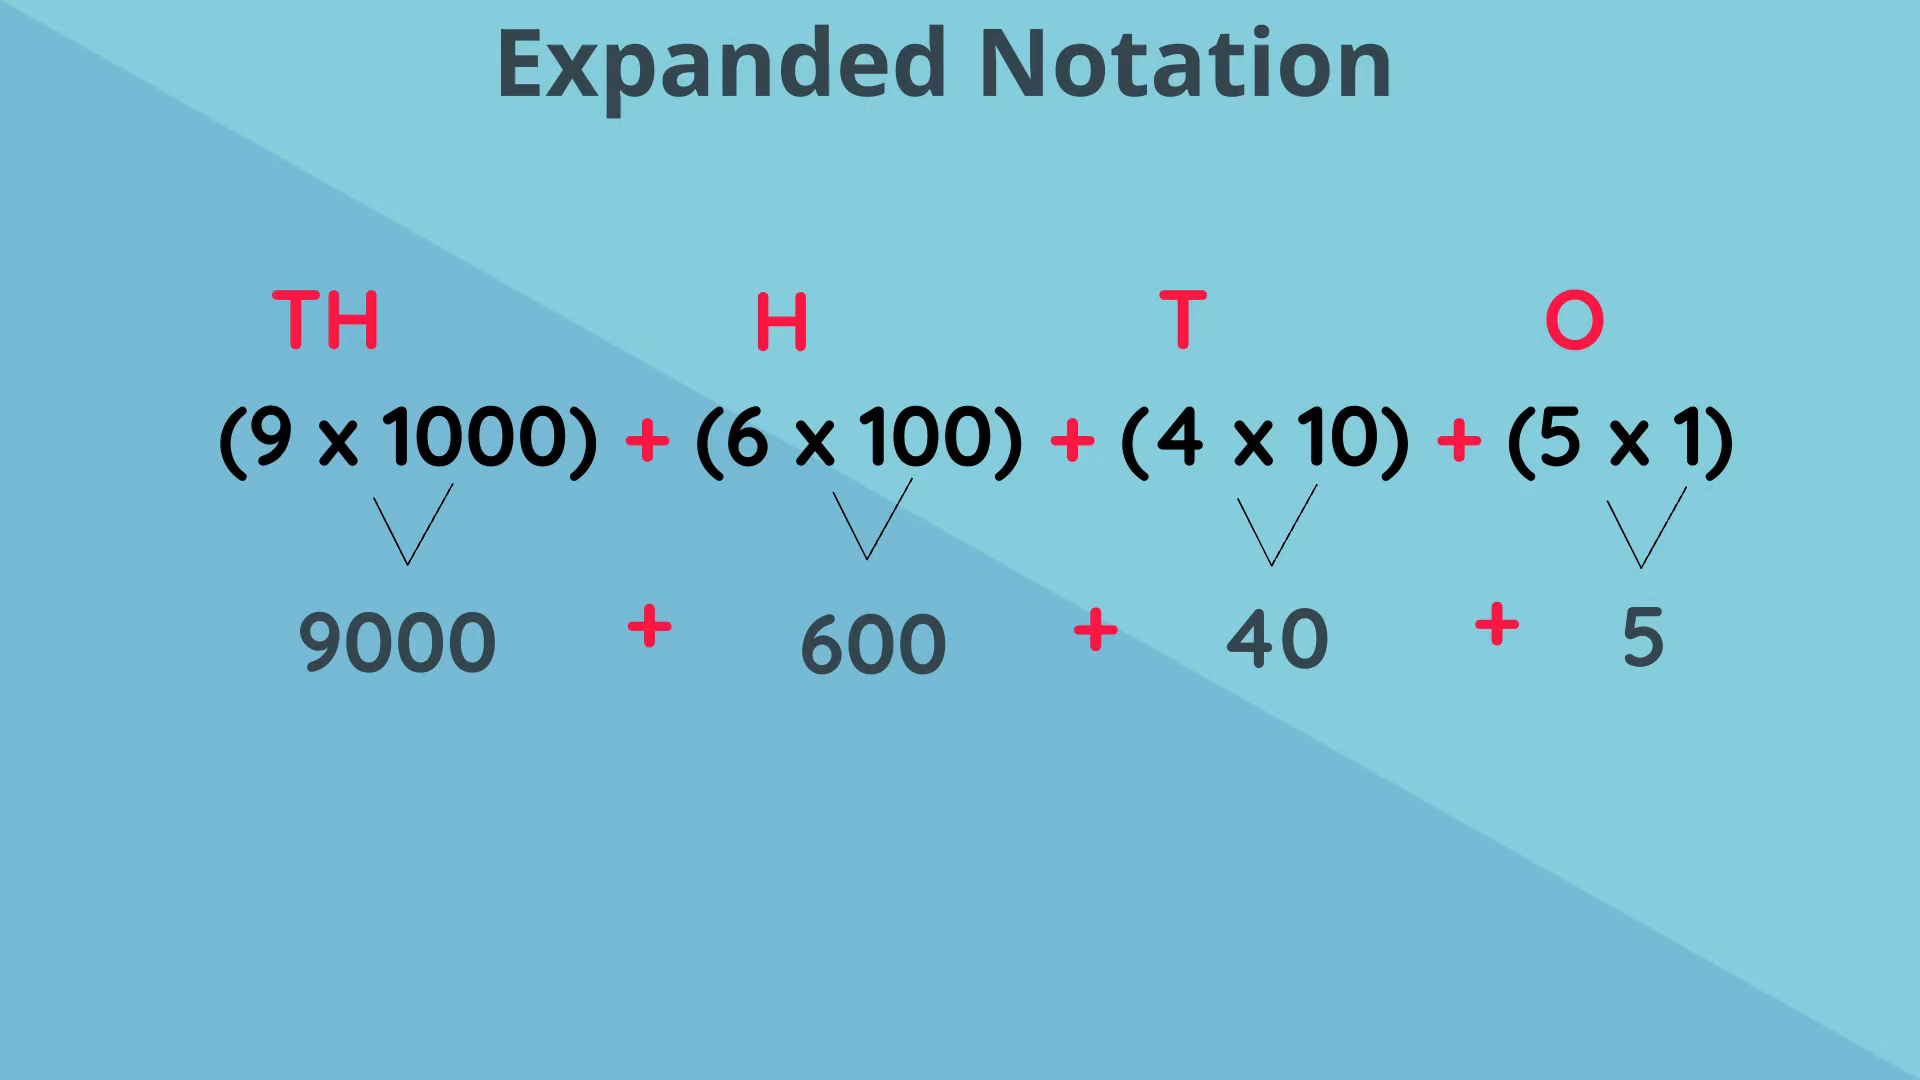 Expanded Notation
TH H T O
(9 x 1000) + (6 x 100) + (4 x 10) + (5 x 1)
9000 + 600 + 40 + 5